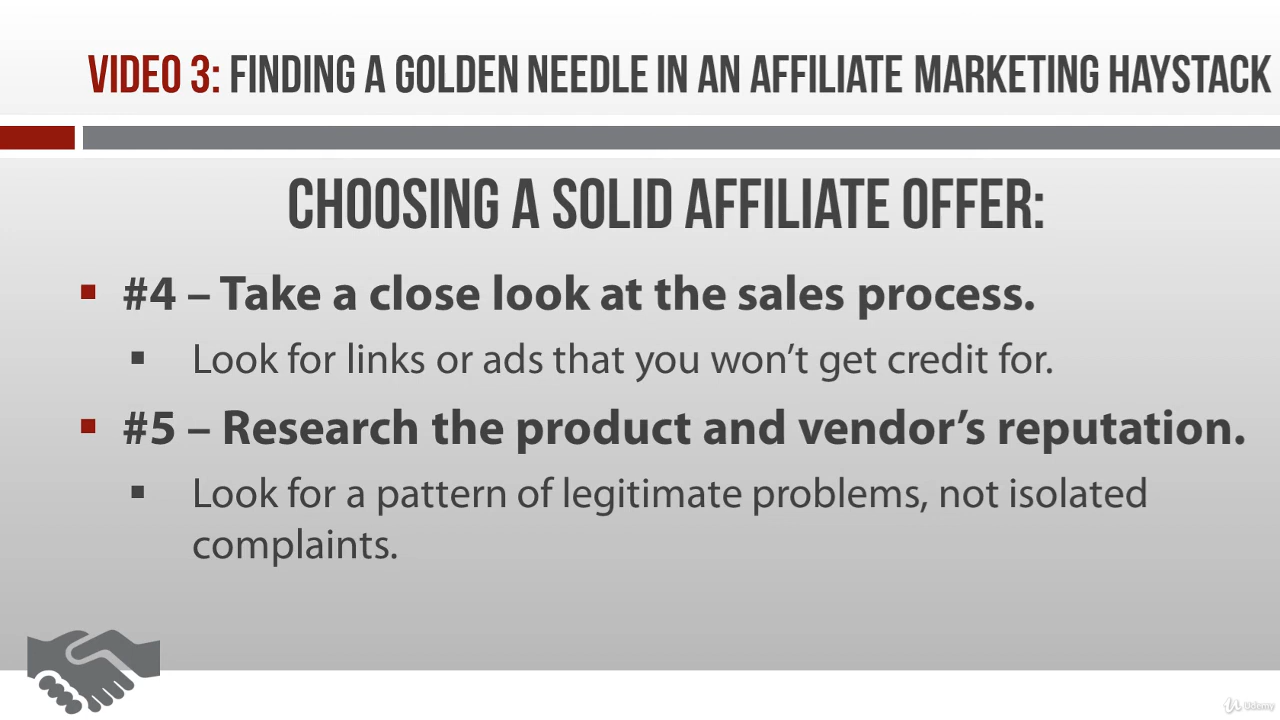 VIDEO 3: FINDING A GOLDEN NEEDLE IN AN AFFILIATE MARKETING HAYSTACK
CHOOSING A SOLID AFFILIATE OFFER:
#4 – Take a close look at the sales process.
Look for links or ads that you won’t get credit for.
#5 – Research the product and vendor’s reputation.
Look for a pattern of legitimate problems, not isolated
complaints.
Udemy